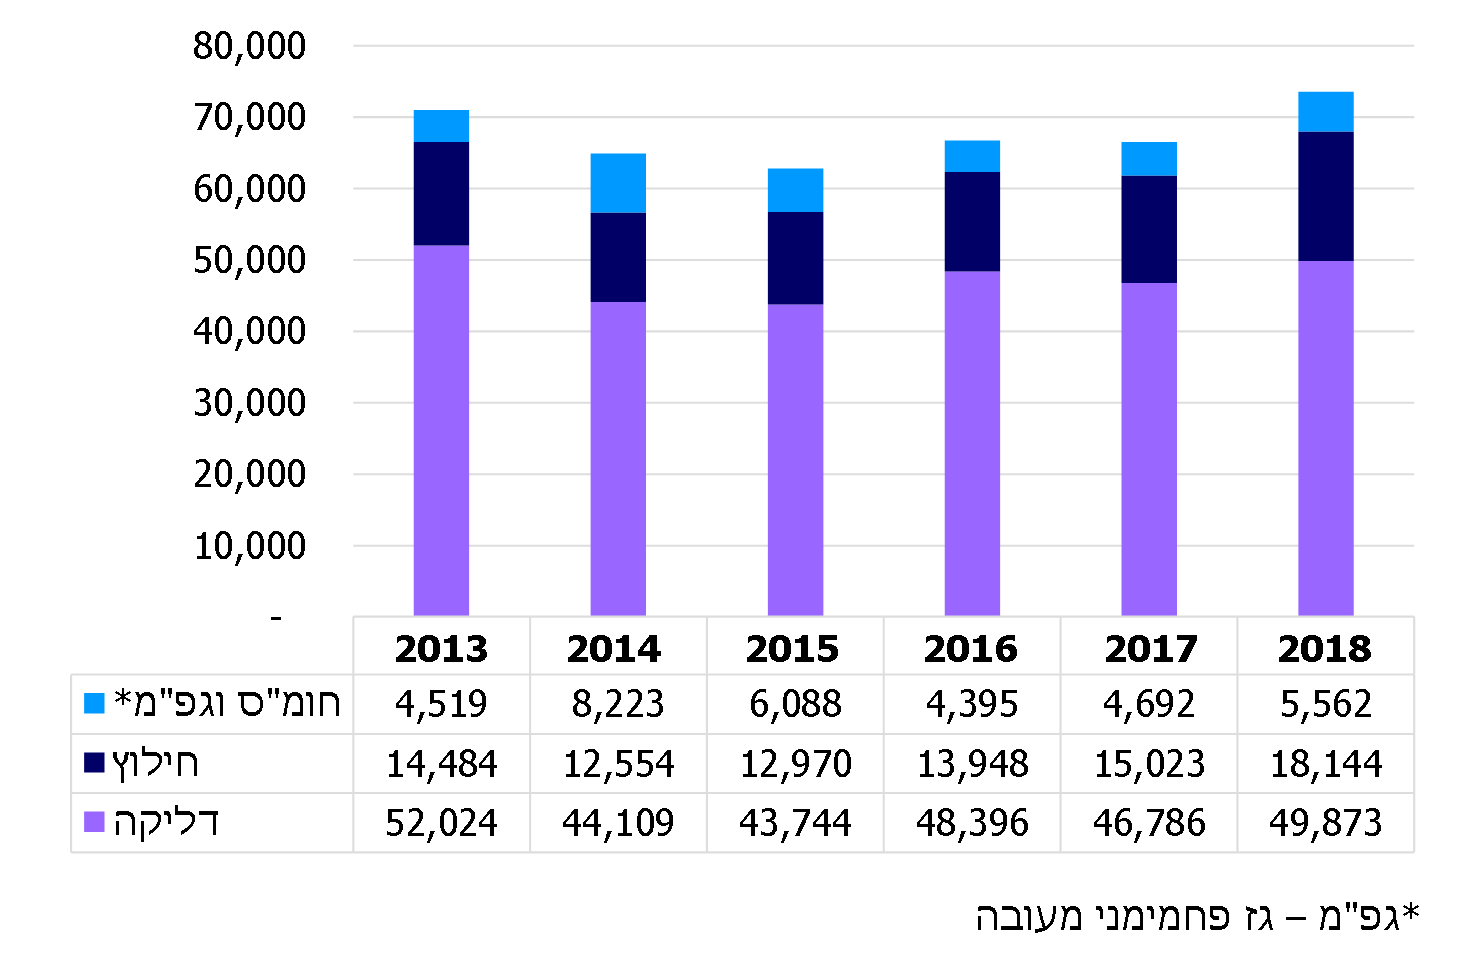 80,000
70,000
60,000
50,000
40,000
30,000
20,000
10,000
-
2013 2014 2015 2016 2017 2018
חומ"ס וגפ"מ* 4,519 8,223 6,088 4,395 4,692 5,562
חילוץ 14,484 12,554 12,970 13,948 15,023 18,144
דליקה 52,024 44,109 43,744 48,396 46,786 49,873
*גפ"מ – גז פחמימני מעובה